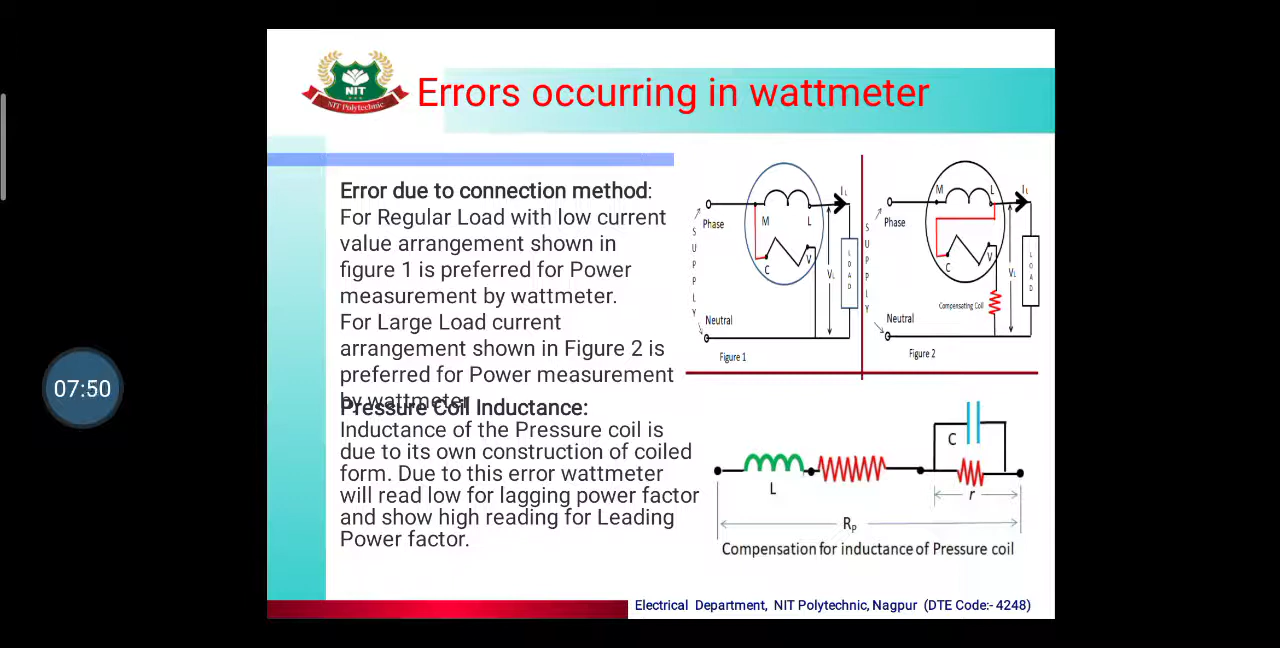 NIT
NIT Polytechnic
Errors occurring in wattmeter
Error due to connection method:
For Regular Load with low current
value arrangement shown in
figure 1 is preferred for Power
measurement by wattmeter.
For Large Load current
arrangement shown in Figure 2 is
preferred for Power measurement
by wattmeter
Pressure Coil Inductance:
Inductance of the Pressure coil is
due to its own construction of coiled
form. Due to this error wattmeter
will read low for lagging power factor
and show high reading for Leading
Power factor.
Phase
SUPPLY
Neutral
M
L
C
V
IL
VL
LOAD
Figure 1
Phase
SUPPLY
Neutral
M
L
C
V
IL
VL
LOAD
Compensating Coil
Figure 2
C
L
r
RP
Compensation for inductance of Pressure coil
Electrical Department, NIT Polytechnic, Nagpur (DTE Code:- 4248)
07:50